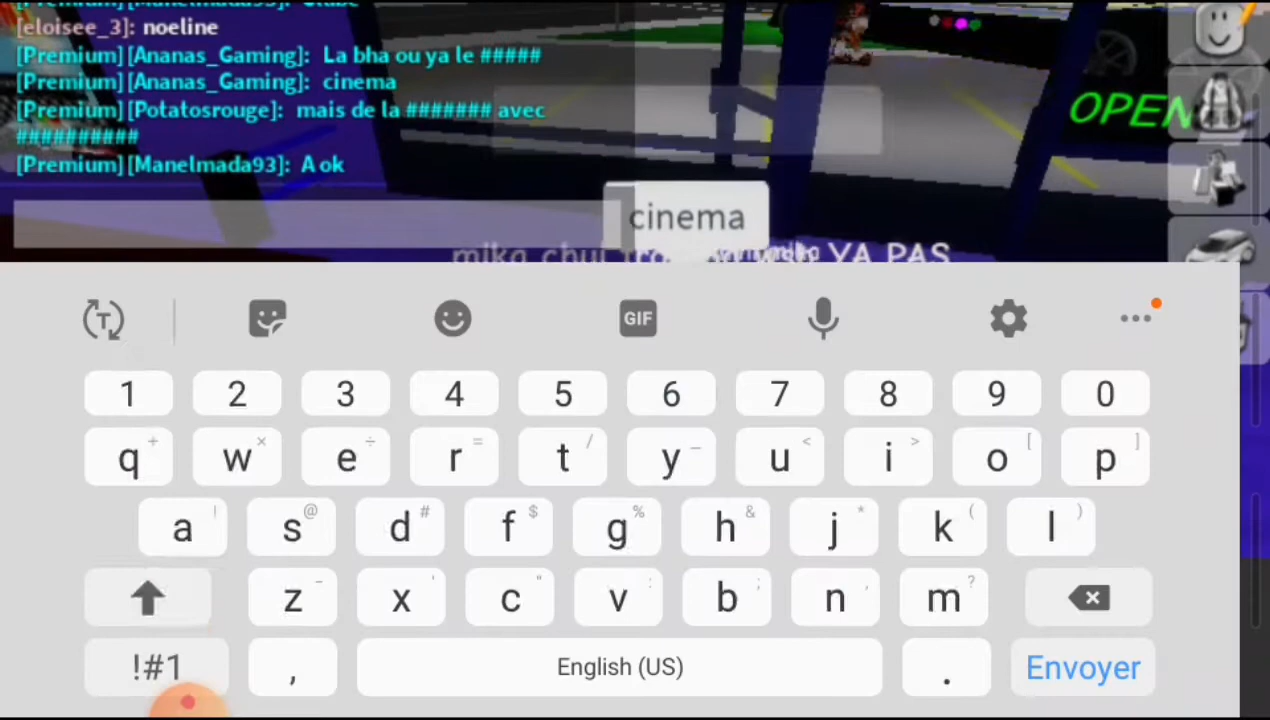 [eloisee_3]: noeline
[Premium][Ananas_Gaming]: La bha ou ya le #####
[Premium][Ananas_Gaming]: cinema
[Premium][Potatosrouge]: mais de la ####### avec
##########
[Premium][Manelmada93]: A ok
OPEN
cinema
mika chui
YA PAS
T GIF ...
1 2 3 4 5 6 7 8 9 0
q + w × e ÷ r = t / y _ u < i > o [ p ]
a ! s @ d # f $ g % h & j * k ( l )
z - x ' c " v : b ; n , m ?
!#1 , English (US) . Envoyer